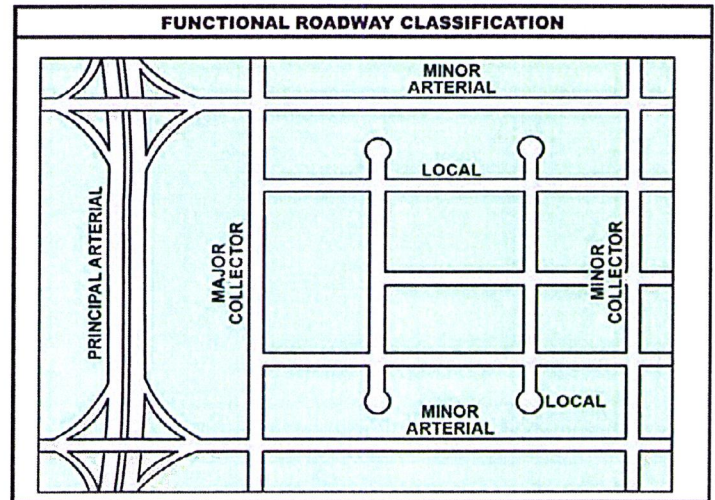 FUNCTIONAL ROADWAY CLASSIFICATION
MINOR
ARTERIAL
LOCAL
PRINCIPAL ARTERIAL
MAJOR
COLLECTOR
MINOR
COLLECTOR
MINOR
ARTERIAL
LOCAL